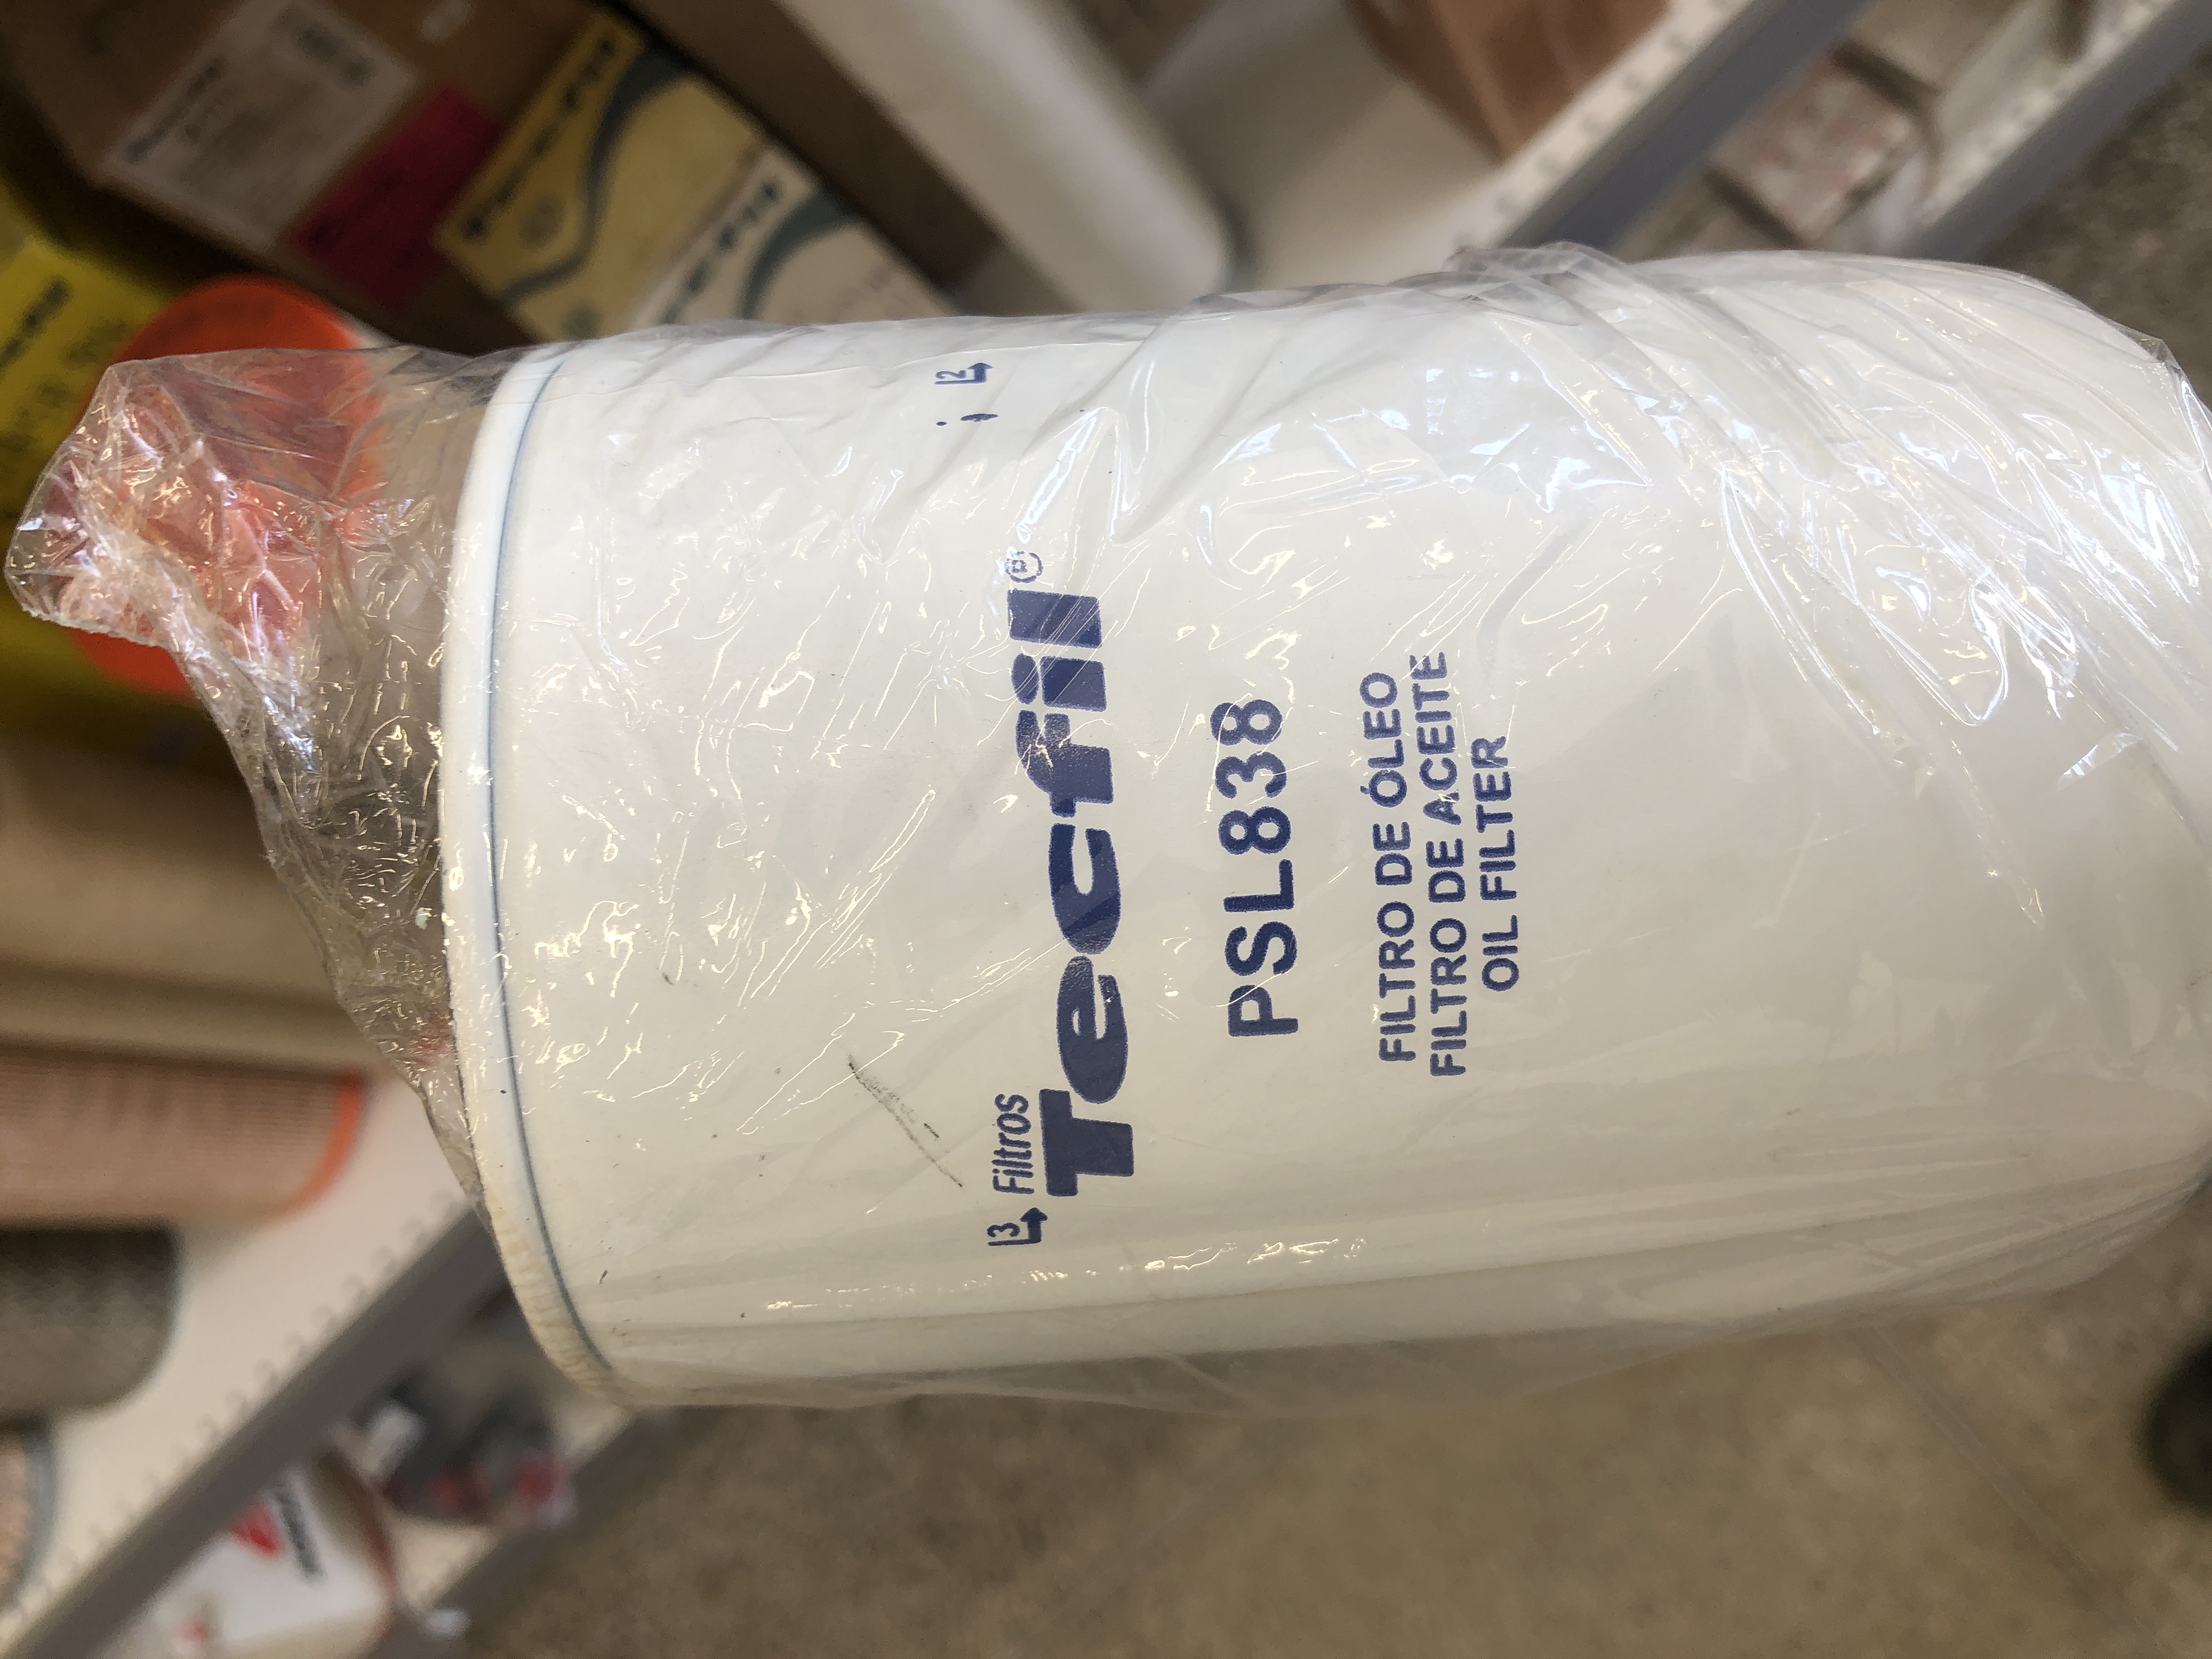 Filtros
Tecfil®
PSL838
FILTRO DE ÓLEO
FILTRO DE ACEITE
OIL FILTER
3
2